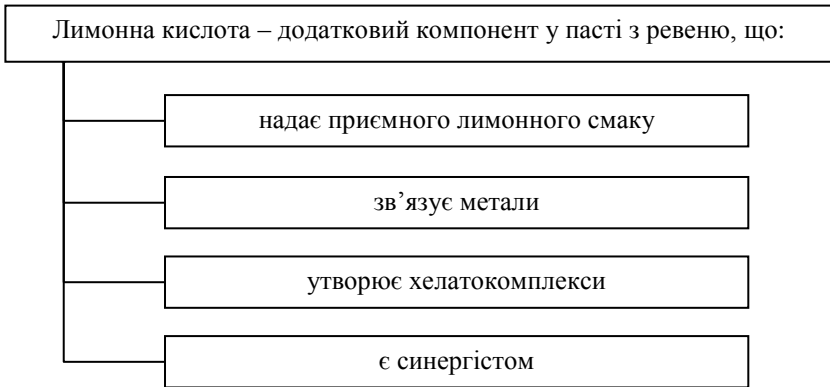 Лимонна кислота – додатковий компонент у пасті з ревеню, що:
надає приємного лимонного смаку
зв’язує метали
утворює хелатокомплекси
є синергістом